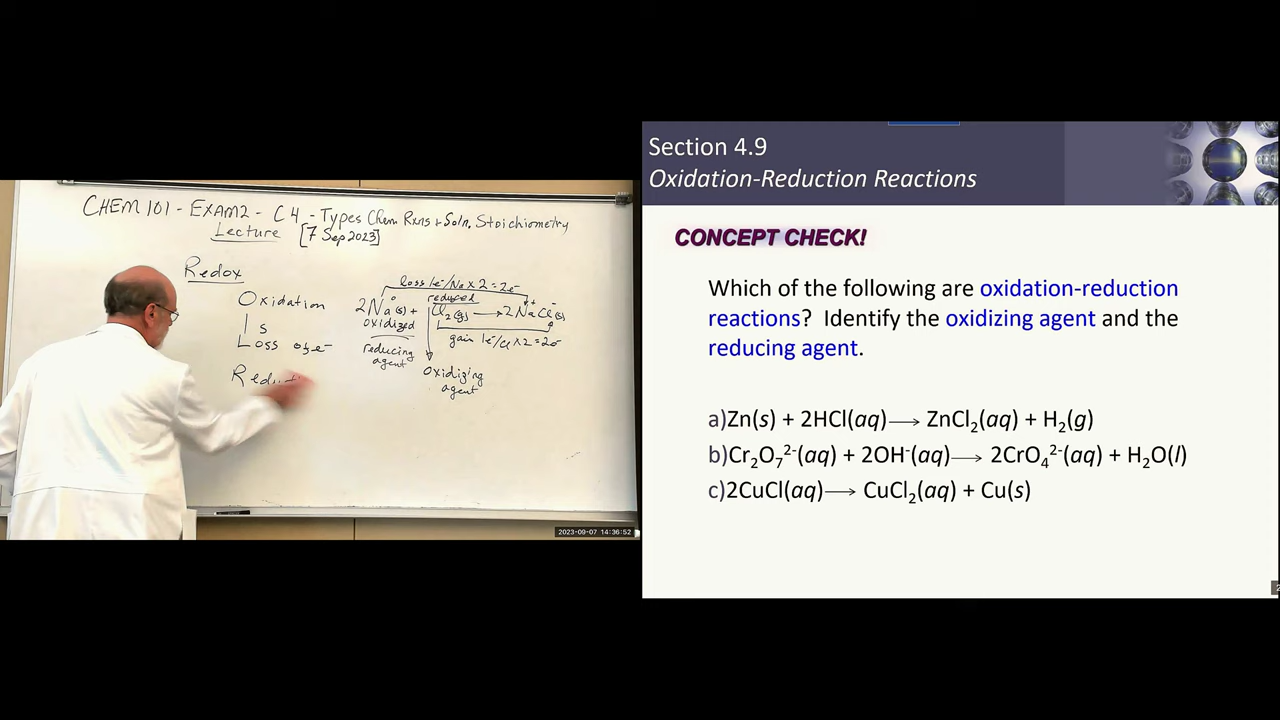 CHEM 101 - EXAM2 - C4 - Types Chem Rxns + Soln. Stoichiometry
Lecture [7 Sep 2023]
Redox
Oxidation
Is
Loss of e⁻
loss 1e⁻/Na x 2 = 2e⁻
reduced
2Na(s) + Cl₂(g) → 2Na⁺Cl⁻(s)
oxidized
gain 1e⁻/Cl x 2 = 2e⁻
reducing
agent
oxidizing
agent
2023-09-07 14:36:52
Section 4.9
Oxidation-Reduction Reactions
CONCEPT CHECK!
Which of the following are oxidation-reduction
reactions? Identify the oxidizing agent and the
reducing agent.
a)Zn(s) + 2HCl(aq)⟶ ZnCl₂(aq) + H₂(g)
b)Cr₂O₇²⁻(aq) + 2OH⁻(aq)⟶ 2CrO₄²⁻(aq) + H₂O(l)
c)2CuCl(aq)⟶ CuCl₂(aq) + Cu(s)